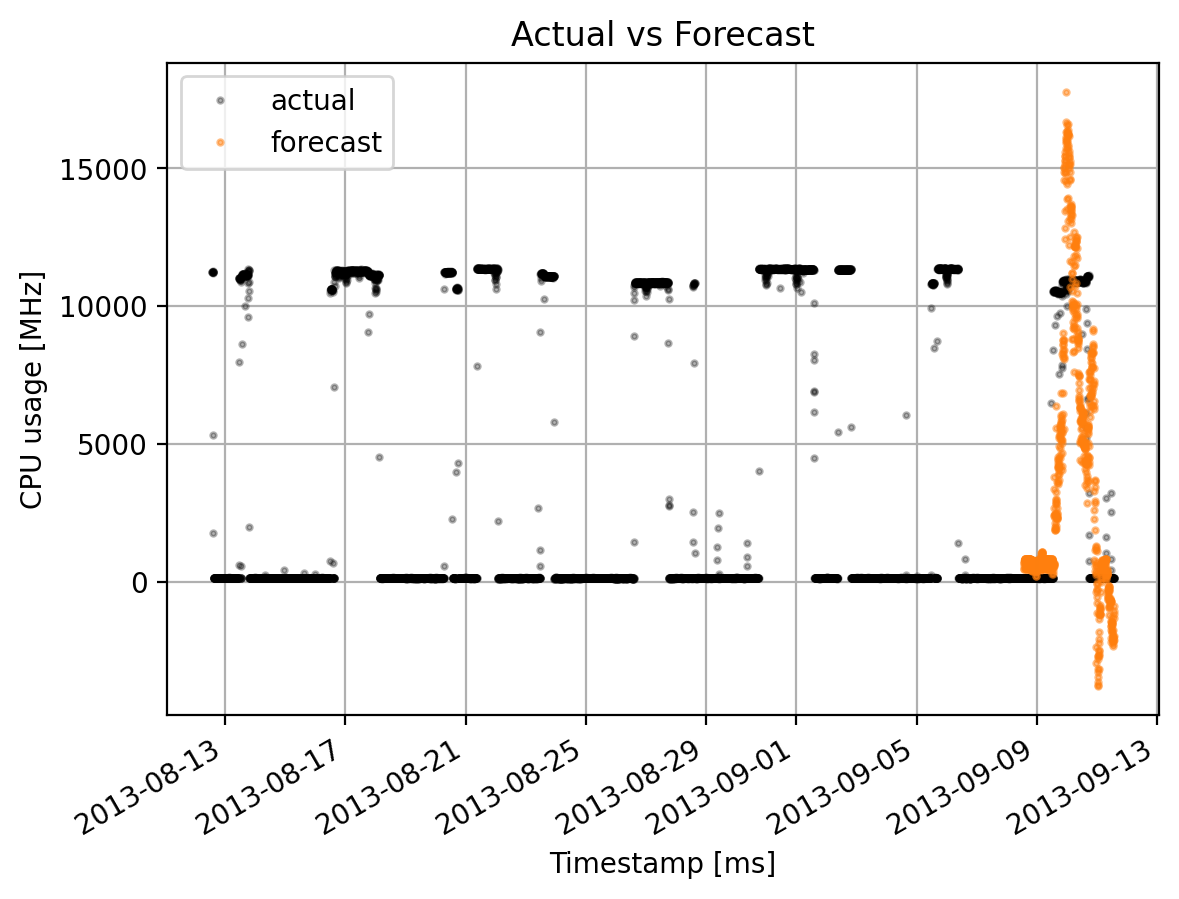 Actual vs Forecast
actual
forecast
15000
10000
5000
0
CPU usage [MHz]
2013-08-13
2013-08-17
2013-08-21
2013-08-25
2013-08-29
2013-09-01
2013-09-05
2013-09-09
2013-09-13
Timestamp [ms]